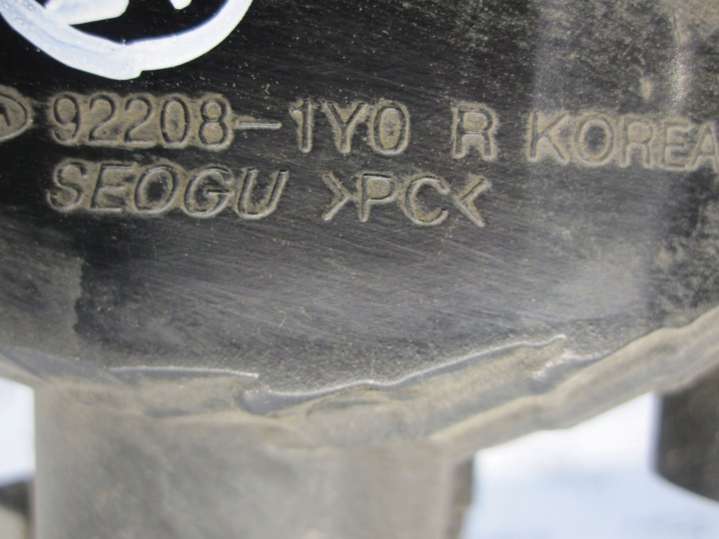 92208-1Y0 R KOREA
SEOGU >PC<